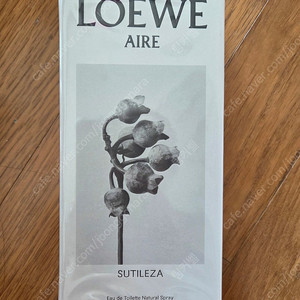 LOEWE
AIRE
SUTILEZA
Eau de Toilette Natural Spray